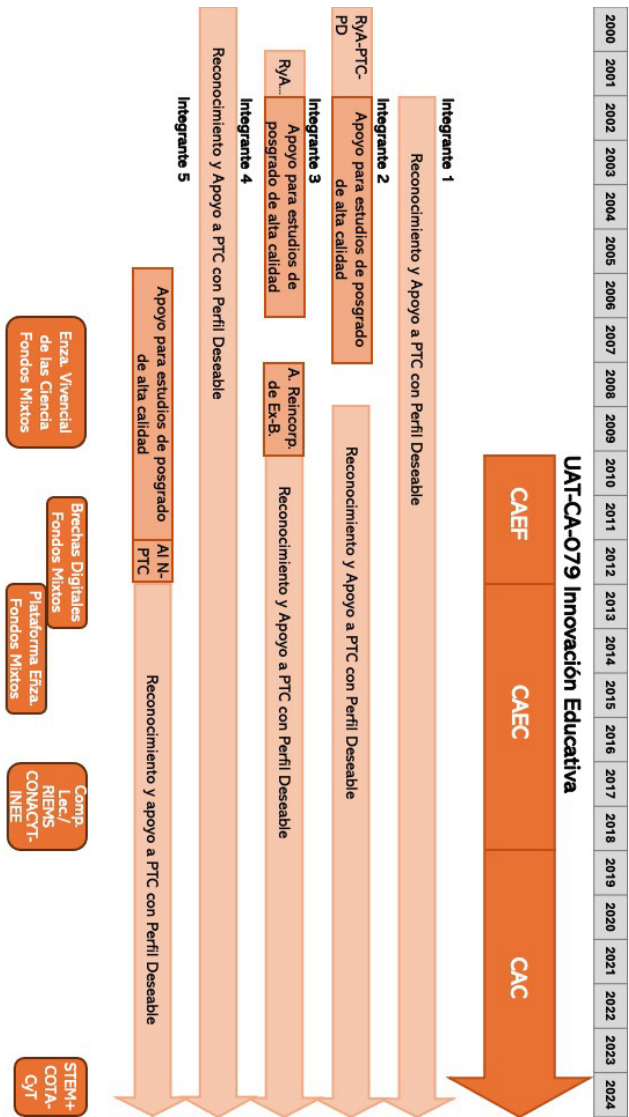 2000 2001 2002 2003 2004 2005 2006 2007 2008 2009 2010 2011 2012 2013 2014 2015 2016 2017 2018 2019 2020 2021 2022 2023 2024
UAT-CA-079 Innovación Educativa
CAEF
CAEC
CAC
Integrante 1
Reconocimiento y Apoyo a PTC con Perfil Deseable
Integrante 2
RyA-PTC-
PD
Apoyo para estudios de posgrado
de alta calidad
Reconocimiento y Apoyo a PTC con Perfil Deseable
Integrante 3
RyA...
Apoyo para estudios de
posgrado de alta calidad
A. Reincorp.
de Ex-B.
Reconocimiento y Apoyo a PTC con Perfil Deseable
Integrante 4
Reconocimiento y Apoyo a PTC con Perfil Deseable
Integrante 5
Apoyo para estudios de posgrado
de alta calidad
AI N-
PTC
Reconocimiento y apoyo a PTC con Perfil Deseable
Enza. Vivencial
de las Ciencia
Fondos Mixtos
Brechas Digitales
Fondos Mixtos
Plataforma Eñza.
Fondos Mixtos
Comp.
Lec./
RIEMS
CONACYT-
INEE
STEM+
COTA-
CyT